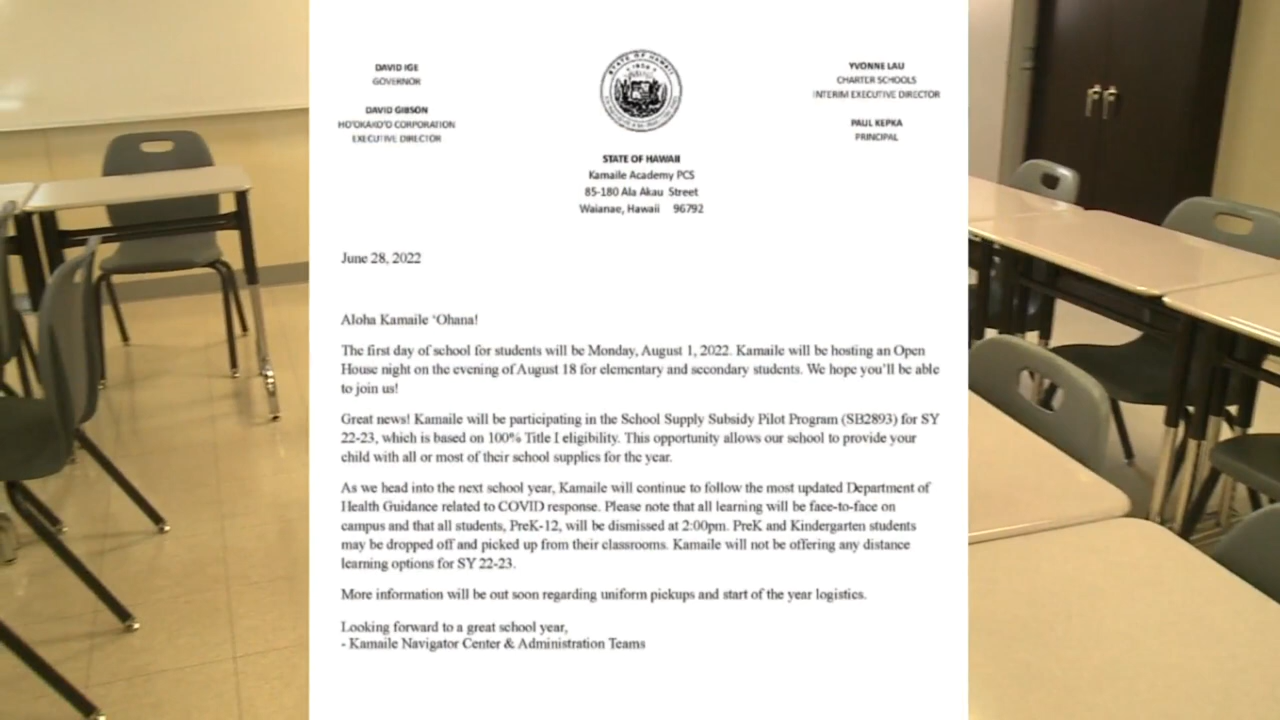 DAVID IGE
GOVERNOR
DAVID GIBSON
HO'OKAKO'O CORPORATION
EXECUTIVE DIRECTOR
STATE OF HAWAII
1959
YVONNE LAU
CHARTER SCHOOLS
INTERIM EXECUTIVE DIRECTOR
PAUL KEPKA
PRINCIPAL
STATE OF HAWAII
Kamaile Academy PCS
85-180 Ala Akau Street
Waianae, Hawaii 96792
June 28, 2022
Aloha Kamaile ‘Ohana!
The first day of school for students will be Monday, August 1, 2022. Kamaile will be hosting an Open
House night on the evening of August 18 for elementary and secondary students. We hope you’ll be able
to join us!
Great news! Kamaile will be participating in the School Supply Subsidy Pilot Program (SB2893) for SY
22-23, which is based on 100% Title I eligibility. This opportunity allows our school to provide your
child with all or most of their school supplies for the year.
As we head into the next school year, Kamaile will continue to follow the most updated Department of
Health Guidance related to COVID response. Please note that all learning will be face-to-face on
campus and that all students, PreK-12, will be dismissed at 2:00pm. PreK and Kindergarten students
may be dropped off and picked up from their classrooms. Kamaile will not be offering any distance
learning options for SY 22-23.
More information will be out soon regarding uniform pickups and start of the year logistics.
Looking forward to a great school year,
- Kamaile Navigator Center & Administration Teams